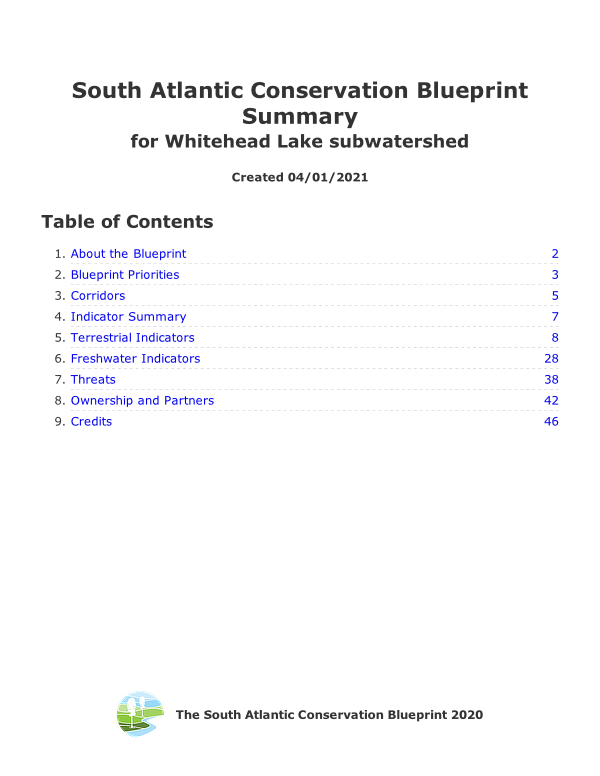 South Atlantic Conservation Blueprint
Summary
for Whitehead Lake subwatershed
Created 04/01/2021
Table of Contents
1. About the Blueprint 2
2. Blueprint Priorities 3
3. Corridors 5
4. Indicator Summary 7
5. Terrestrial Indicators 8
6. Freshwater Indicators 28
7. Threats 38
8. Ownership and Partners 42
9. Credits 46
The South Atlantic Conservation Blueprint 2020